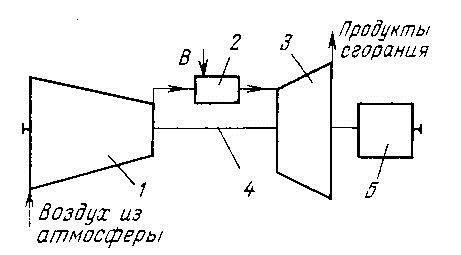 Продукты
сгорания
В 2 3
1 4 5
Воздух из
атмосферы